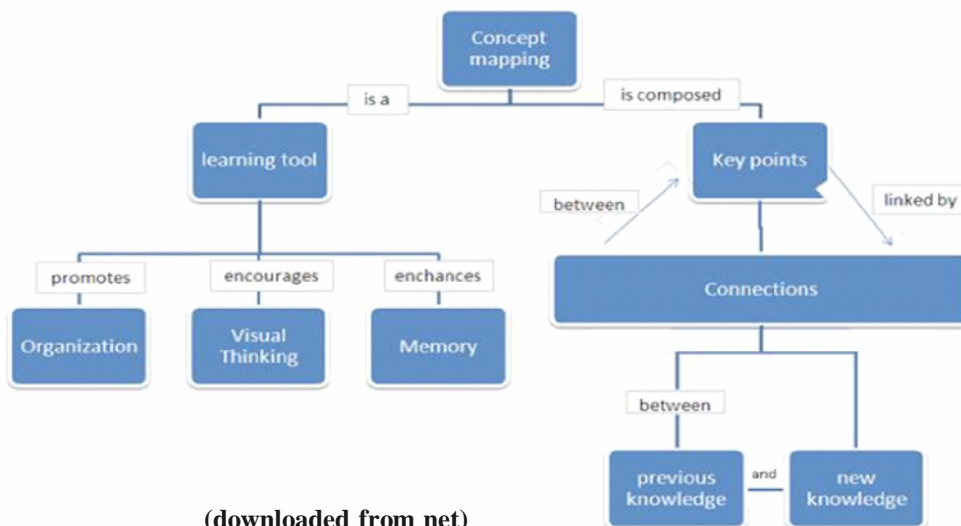 Concept
mapping
is a
is composed
learning tool
Key points
between
linked by
promotes
encourages
enchances
Connections
Organization
Visual
Thinking
Memory
between
previous
knowledge
and
new
knowledge
(downloaded from net)